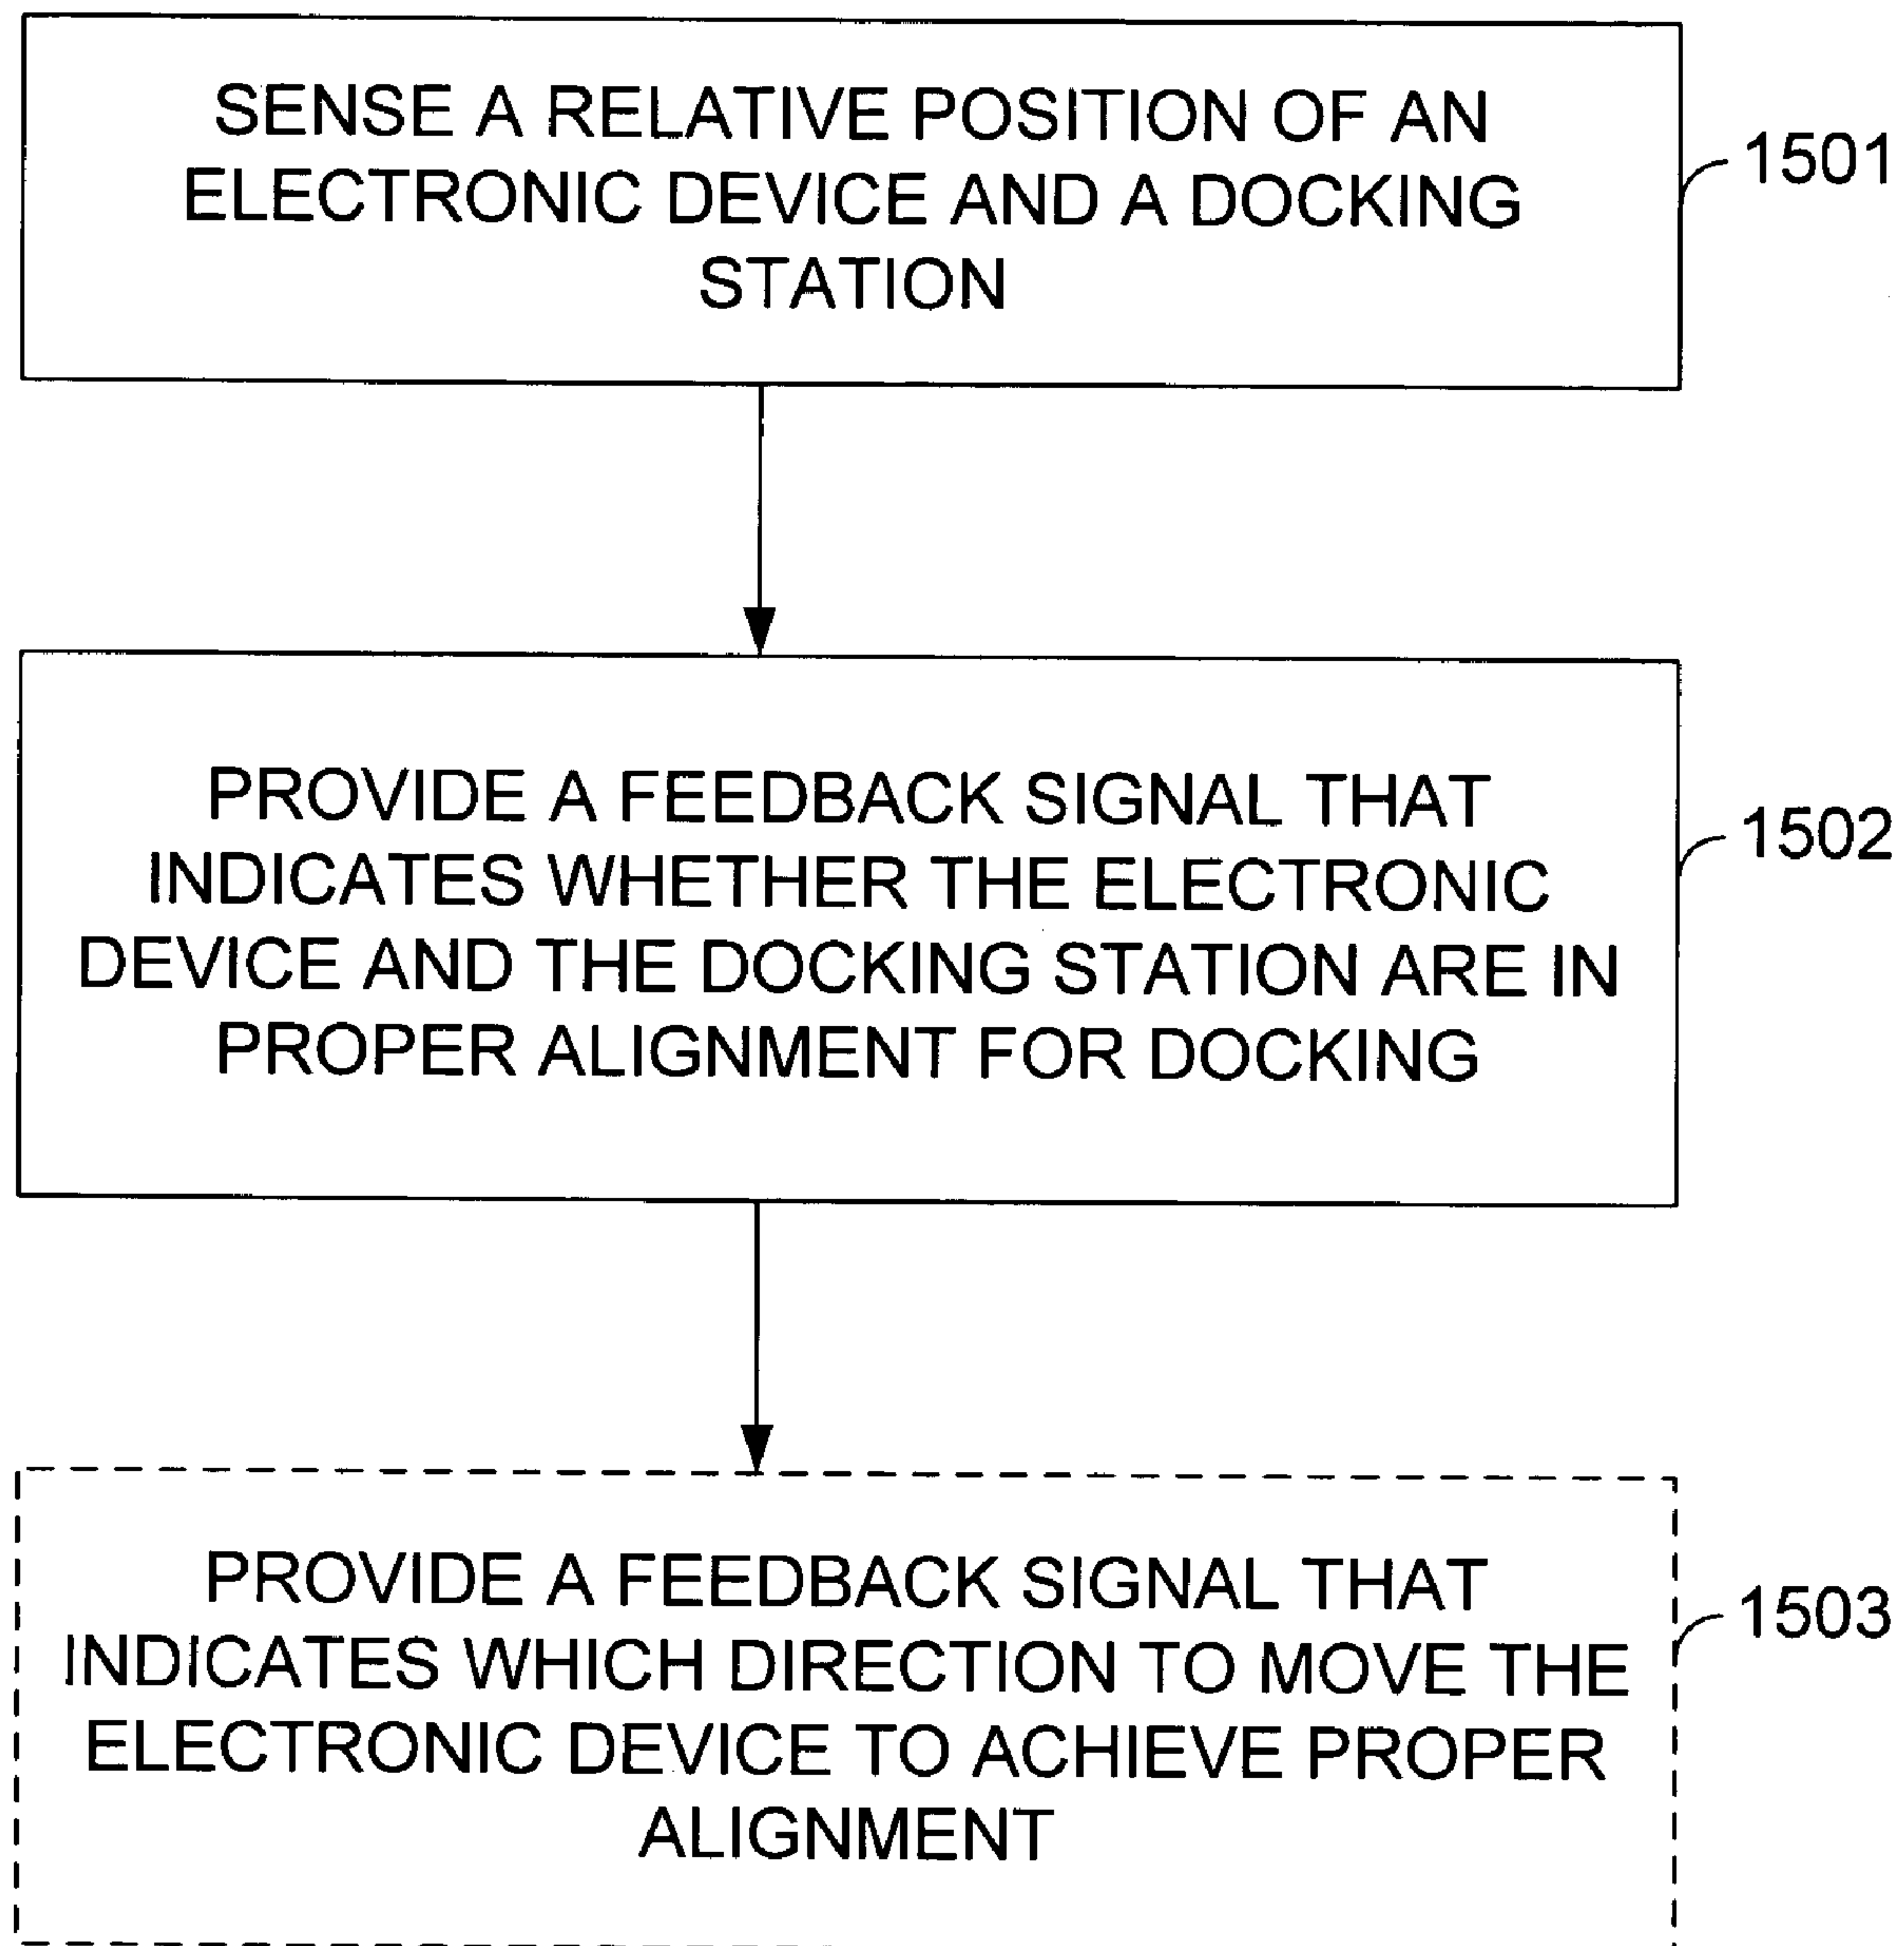 SENSE A RELATIVE POSITION OF AN
ELECTRONIC DEVICE AND A DOCKING
STATION
1501
PROVIDE A FEEDBACK SIGNAL THAT
INDICATES WHETHER THE ELECTRONIC
DEVICE AND THE DOCKING STATION ARE IN
PROPER ALIGNMENT FOR DOCKING
1502
PROVIDE A FEEDBACK SIGNAL THAT
INDICATES WHICH DIRECTION TO MOVE THE
ELECTRONIC DEVICE TO ACHIEVE PROPER
ALIGNMENT
1503